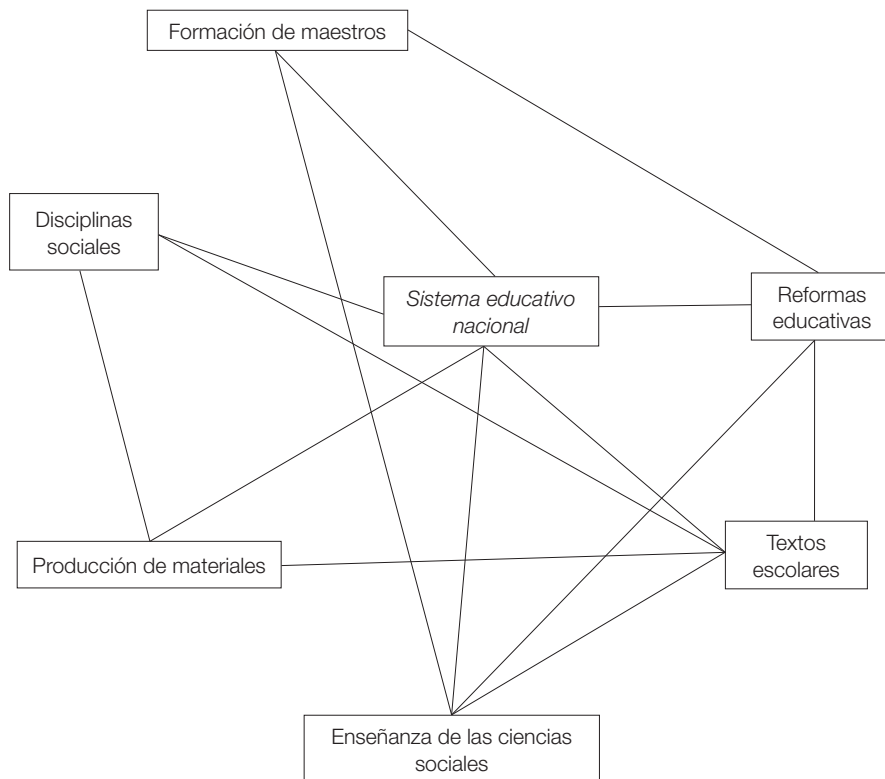 Formación de maestros
Disciplinas
sociales
Sistema educativo
nacional
Reformas
educativas
Producción de materiales
Textos
escolares
Enseñanza de las ciencias
sociales